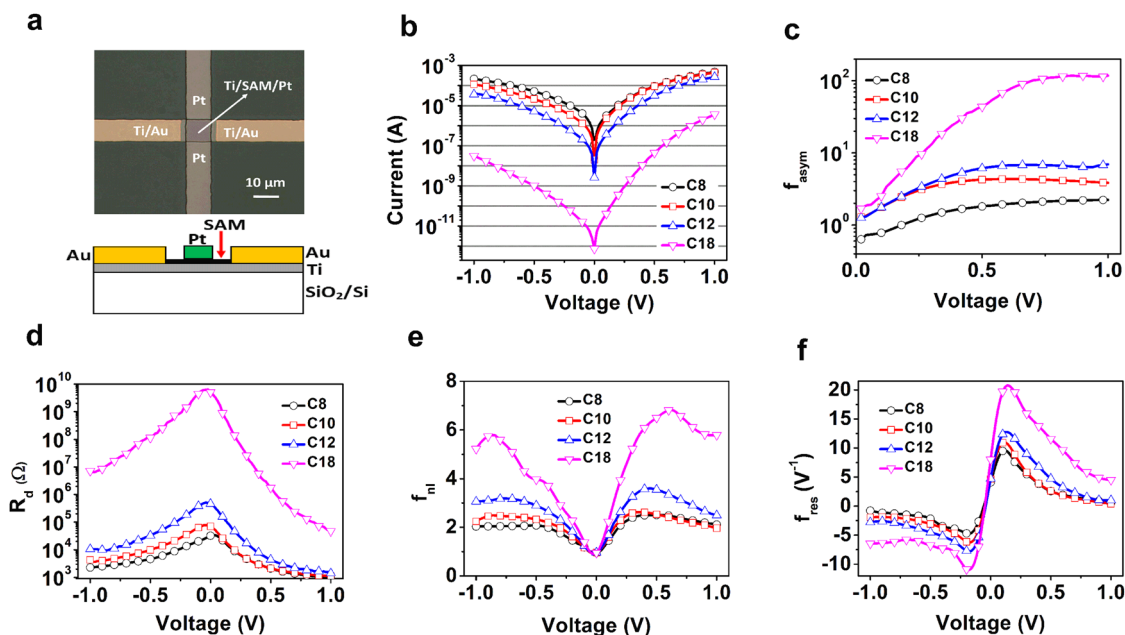 a
Pt
Ti/SAM/Pt
Ti/Au
Ti/Au
Pt
10 µm
SAM
Pt
Au
Au
Ti
SiO₂/Si
b
Current (A)
10⁻³
10⁻⁵
10⁻⁷
10⁻⁹
10⁻¹¹
C8
C10
C12
C18
-1.0 -0.5 0.0 0.5 1.0
Voltage (V)
c
f_asym
10²
10¹
10⁰
C8
C10
C12
C18
0.0 0.5 1.0
Voltage (V)
d
R_d (Ω)
10¹⁰
10⁹
10⁸
10⁷
10⁶
10⁵
10⁴
10³
C8
C10
C12
C18
-1.0 -0.5 0.0 0.5 1.0
Voltage (V)
e
f_nl
8
6
4
2
0
C8
C10
C12
C18
-1.0 -0.5 0.0 0.5 1.0
Voltage (V)
f
f_res (V⁻¹)
20
15
10
5
0
-5
-10
C8
C10
C12
C18
-1.0 -0.5 0.0 0.5 1.0
Voltage (V)